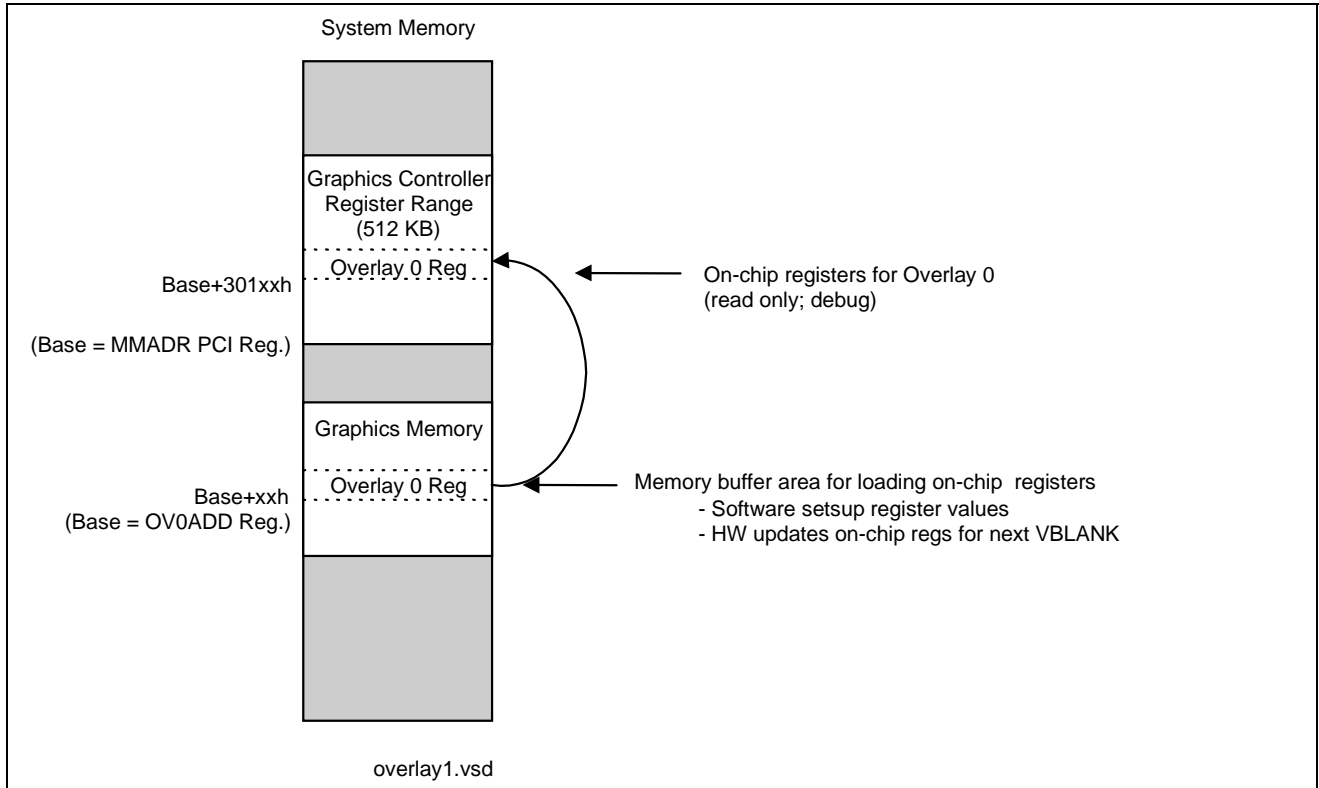 System Memory
Graphics Controller
Register Range
(512 KB)
Overlay 0 Reg
Base+301xxh
(Base = MMADR PCI Reg.)
On-chip registers for Overlay 0
(read only; debug)
Graphics Memory
Overlay 0 Reg
Base+xxh
(Base = OV0ADD Reg.)
Memory buffer area for loading on-chip registers
- Software setsup register values
- HW updates on-chip regs for next VBLANK
overlay1.vsd